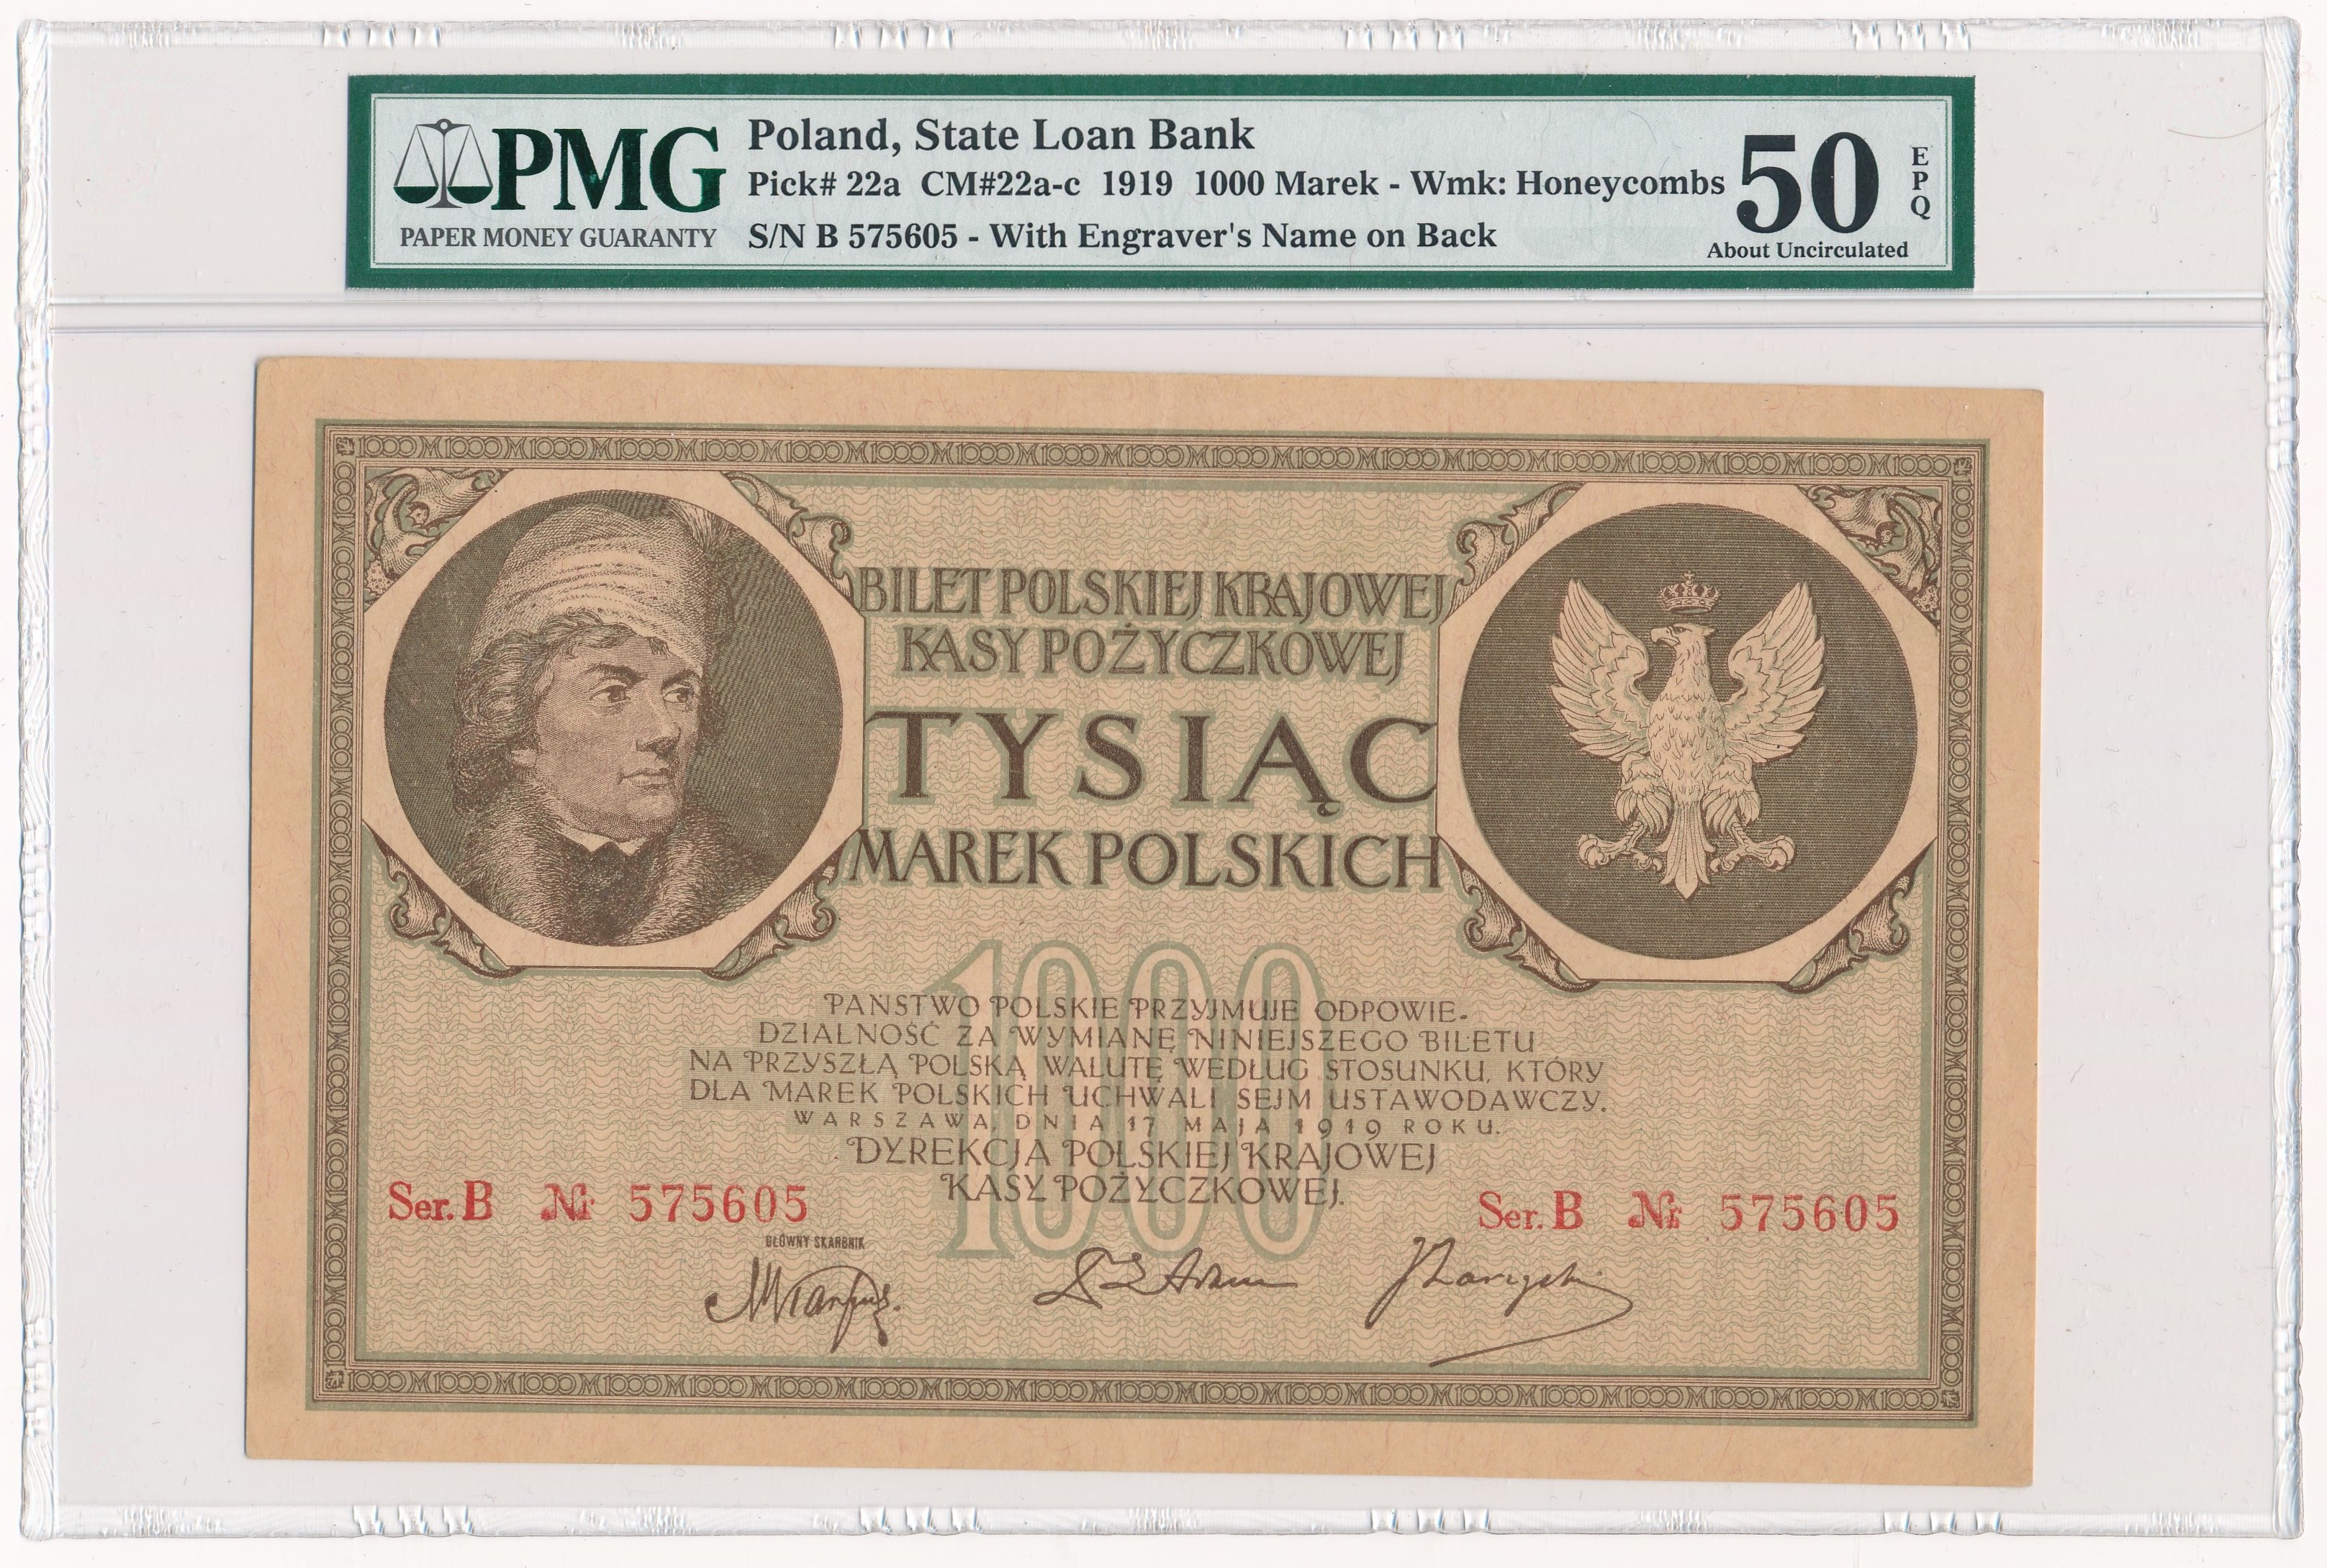 PMG
PAPER MONEY GUARANTY
Poland, State Loan Bank
Pick# 22a CM#22a-c 1919 1000 Marek - Wmk: Honeycombs
S/N B 575605 - With Engraver's Name on Back
50
EPQ
About Uncirculated
BILET POLSKIEJ KRAJOWEJ
KASY POŻYCZKOWEJ
TYSIĄC
MAREK POLSKICH
1000
PAŃSTWO POLSKIE PRZYJMUJE ODPOWIE-
DZIALNOŚĆ ZA WYMIANĘ NINIEJSZEGO BILETU
NA PRZYSZŁĄ POLSKĄ WALUTĘ WEDŁUG STOSUNKU, KTÓRY
DLA MAREK POLSKICH UCHWALI SEJM USTAWODAWCZY.
WARSZAWA, DNIA 17 MAJA 1919 ROKU.
DYREKCJA POLSKIEJ KRAJOWEJ
KASY POŻYCZKOWEJ.
Ser. B Nr 575605
Ser. B Nr 575605
GŁÓWNY SKARBNIK